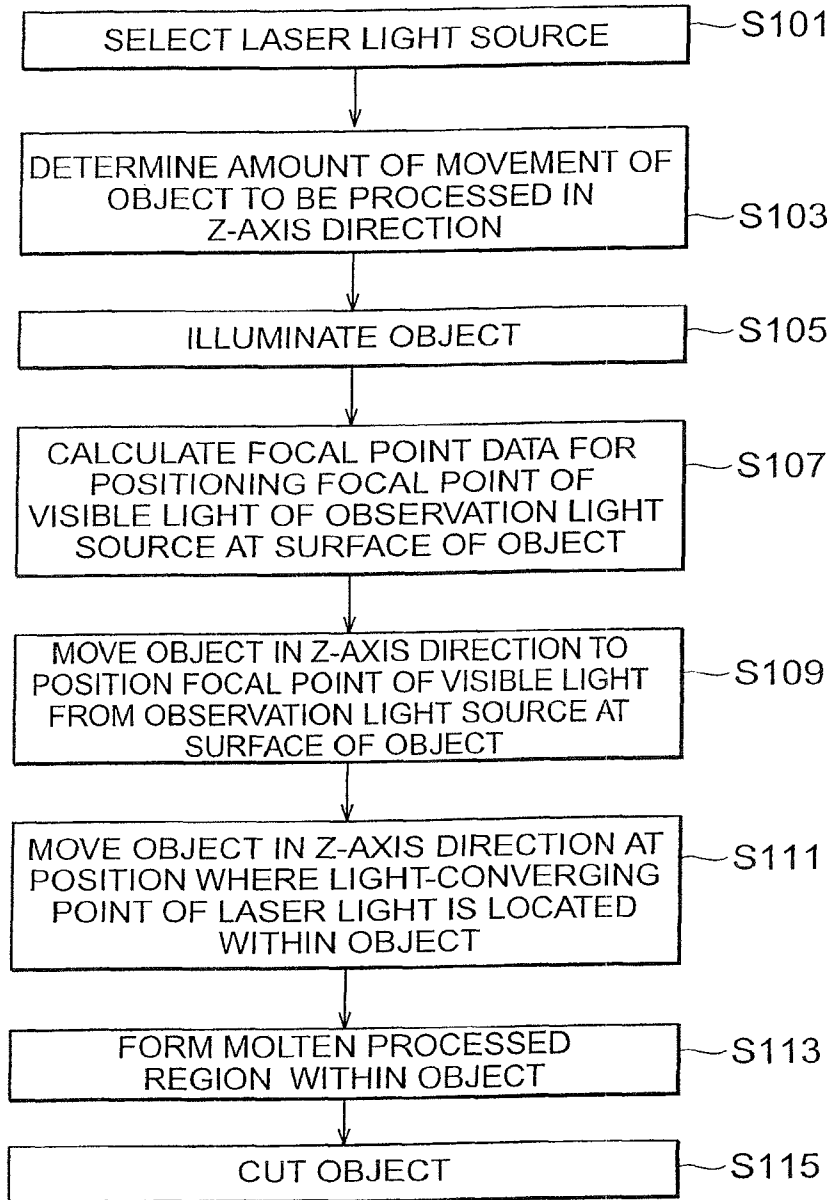 SELECT LASER LIGHT SOURCE
S101
DETERMINE AMOUNT OF MOVEMENT OF
OBJECT TO BE PROCESSED IN
Z-AXIS DIRECTION
S103
ILLUMINATE OBJECT
S105
CALCULATE FOCAL POINT DATA FOR
POSITIONING FOCAL POINT OF
VISIBLE LIGHT OF OBSERVATION LIGHT
SOURCE AT SURFACE OF OBJECT
S107
MOVE OBJECT IN Z-AXIS DIRECTION TO
POSITION FOCAL POINT OF VISIBLE LIGHT
FROM OBSERVATION LIGHT SOURCE AT
SURFACE OF OBJECT
S109
MOVE OBJECT IN Z-AXIS DIRECTION AT
POSITION WHERE LIGHT-CONVERGING
POINT OF LASER LIGHT IS LOCATED
WITHIN OBJECT
S111
FORM MOLTEN PROCESSED
REGION WITHIN OBJECT
S113
CUT OBJECT
S115